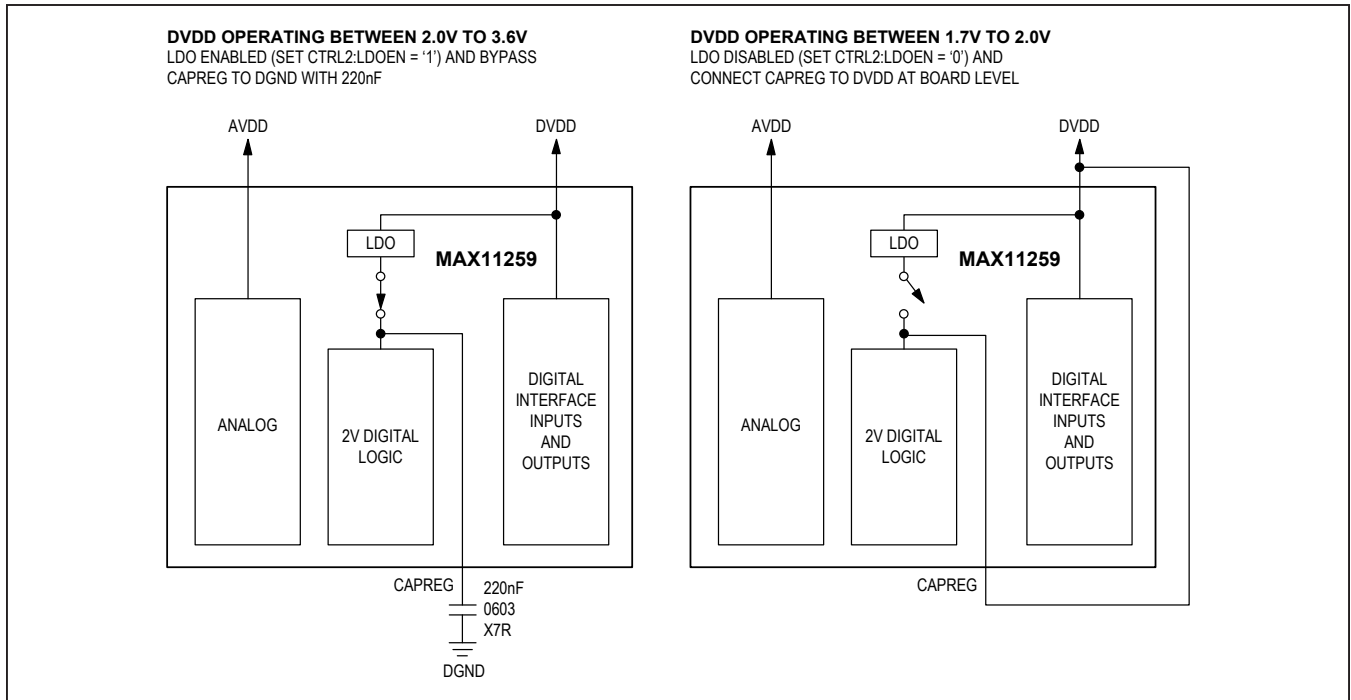 DVDD OPERATING BETWEEN 2.0V TO 3.6V
LDO ENABLED (SET CTRL2:LDOEN = ‘1’) AND BYPASS
CAPREG TO DGND WITH 220nF
AVDD
DVDD
LDO
MAX11259
ANALOG
2V DIGITAL
LOGIC
DIGITAL
INTERFACE
INPUTS
AND
OUTPUTS
CAPREG
220nF
0603
X7R
DGND
DVDD OPERATING BETWEEN 1.7V TO 2.0V
LDO DISABLED (SET CTRL2:LDOEN = ‘0’) AND
CONNECT CAPREG TO DVDD AT BOARD LEVEL
AVDD
DVDD
LDO
MAX11259
ANALOG
2V DIGITAL
LOGIC
DIGITAL
INTERFACE
INPUTS
AND
OUTPUTS
CAPREG